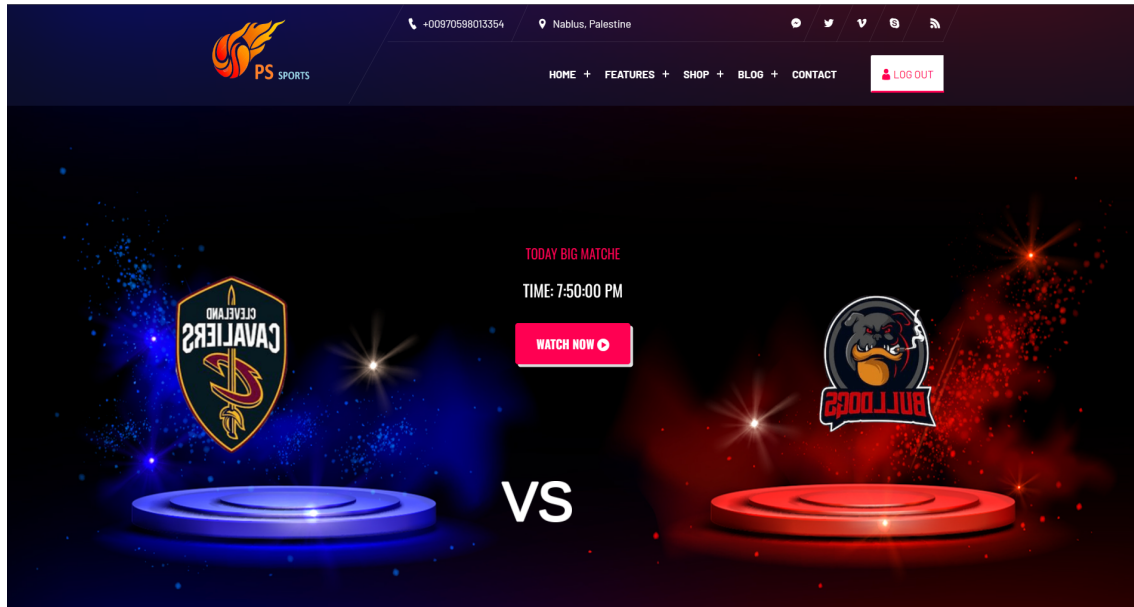 +00970598013354
Nablus, Palestine
PS SPORTS
HOME + FEATURES + SHOP + BLOG + CONTACT
LOG OUT
TODAY BIG MATCHE
TIME: 7:50:00 PM
WATCH NOW
CLEVELAND
CAVALIERS
BULLDOGS
VS